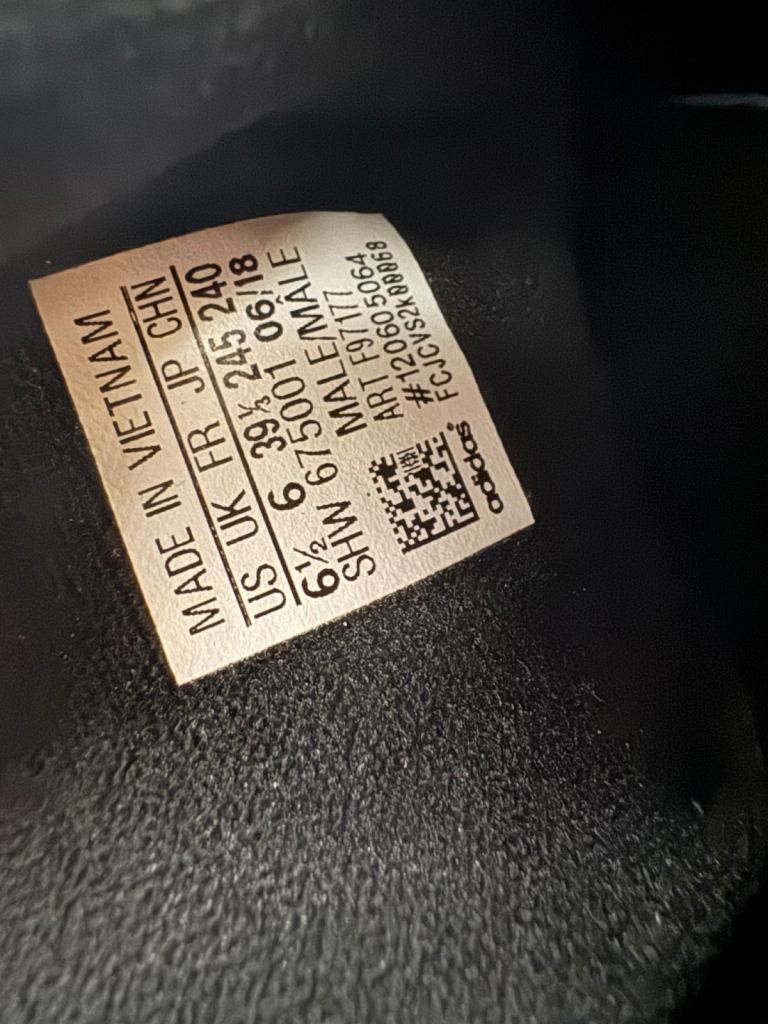 MADE IN VIETNAM
US UK FR JP CHN
6½ 6 39⅓ 245 240
SHW 675001 06/18
MALE/MÂLE
ART F97177
#120605064
FCJCVS2K00068
adidas®